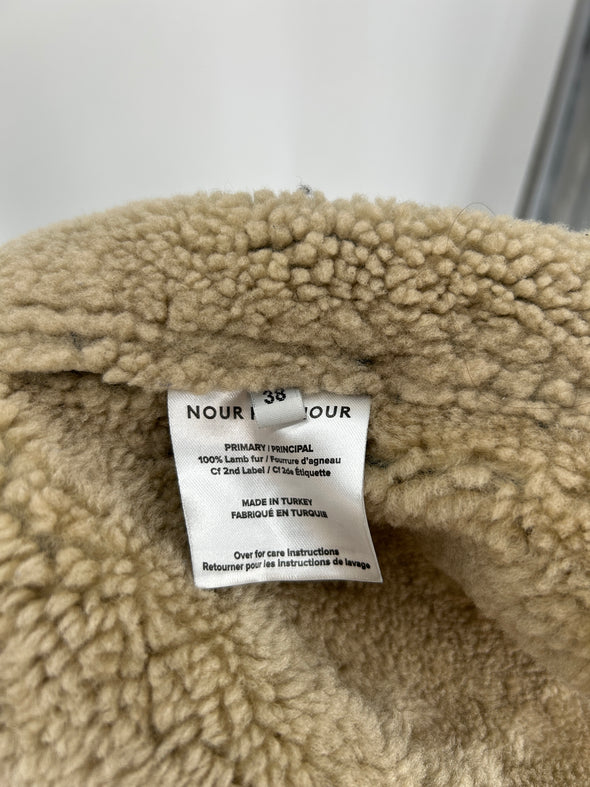 38
NOUR
PRIMARY / PRINCIPAL
100% Lamb fur / Fourrure d'agneau
Cf 2nd Label / Cf 2de Étiquette
MADE IN TURKEY
FABRIQUÉ EN TURQUIE
Over for care instructions
Retourner pour les instructions de lavage